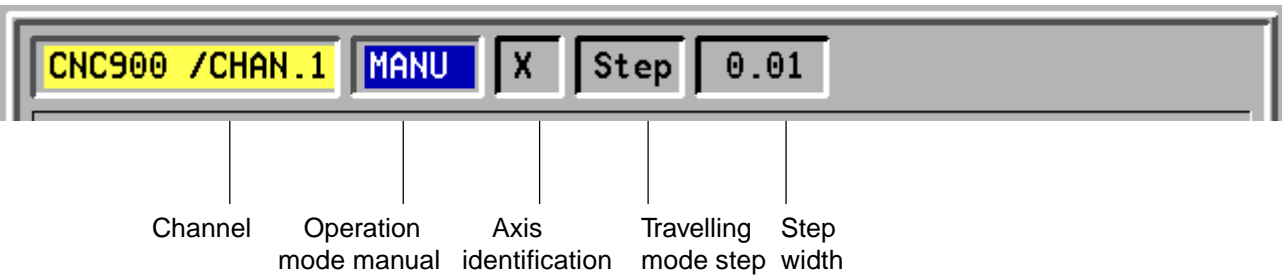 CNC900 /CHAN.1 MANU X Step 0.01
Channel Operation mode manual Axis identification Travelling mode step Step width